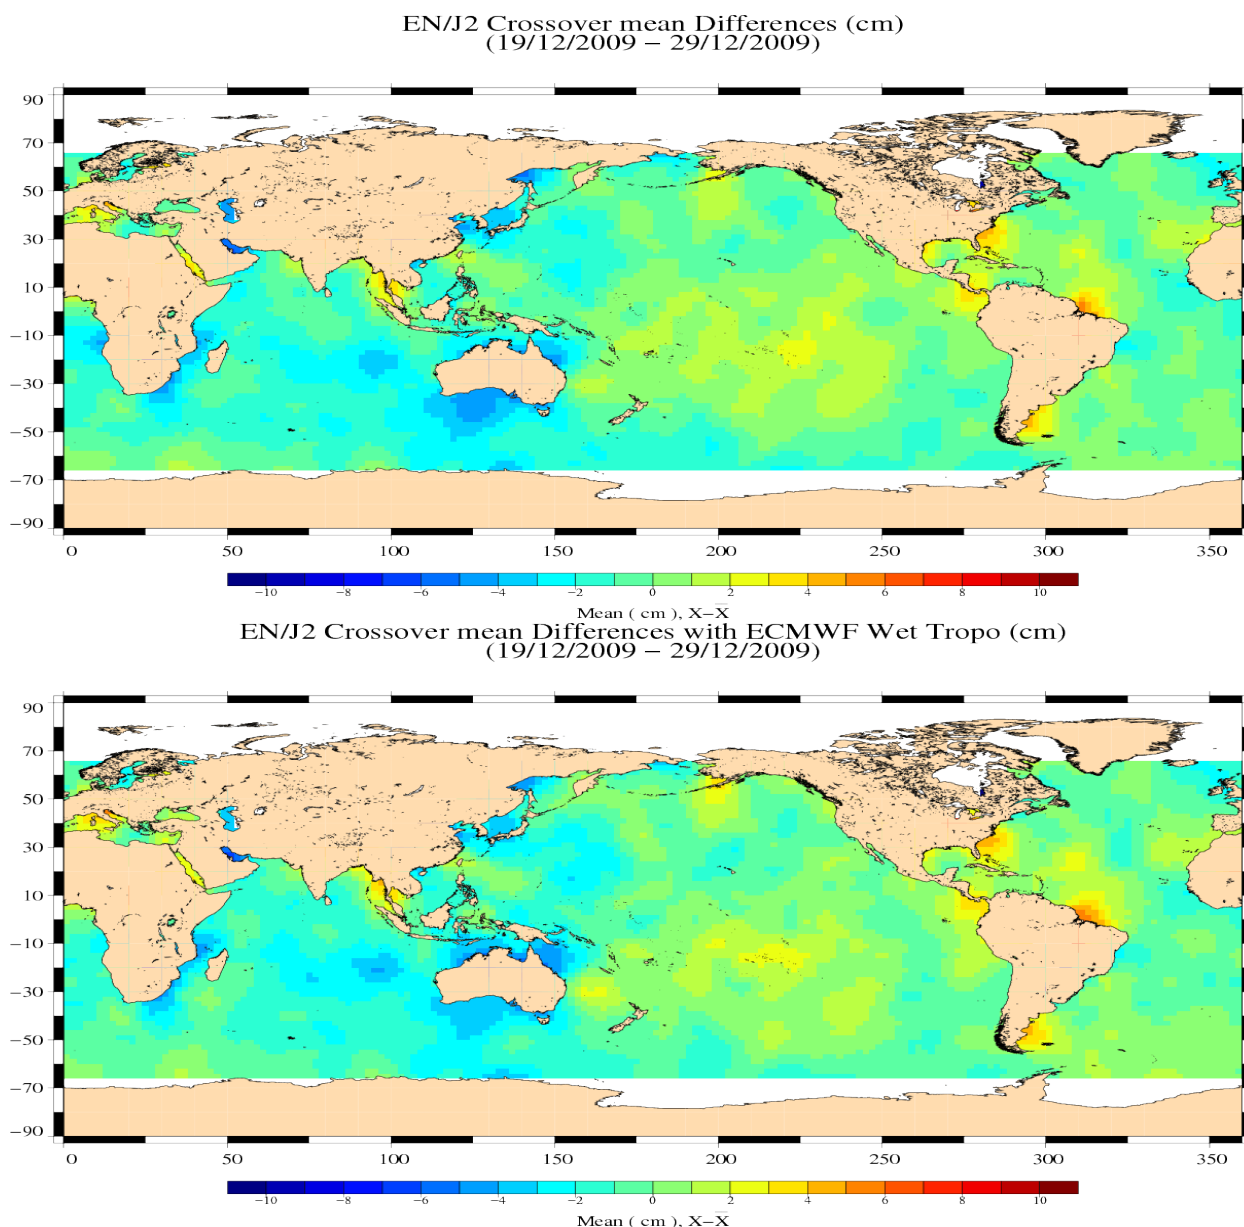 EN/J2 Crossover mean Differences (cm)
(19/12/2009 − 29/12/2009)
90
70
50
30
10
−10
−30
−50
−70
−90
0 50 100 150 200 250 300 350
−10 −8 −6 −4 −2 0 2 4 6 8 10
Mean ( cm ), X−X̅
EN/J2 Crossover mean Differences with ECMWF Wet Tropo (cm)
(19/12/2009 − 29/12/2009)
90
70
50
30
10
−10
−30
−50
−70
−90
0 50 100 150 200 250 300 350
−10 −8 −6 −4 −2 0 2 4 6 8 10
Mean ( cm ), X−X̅